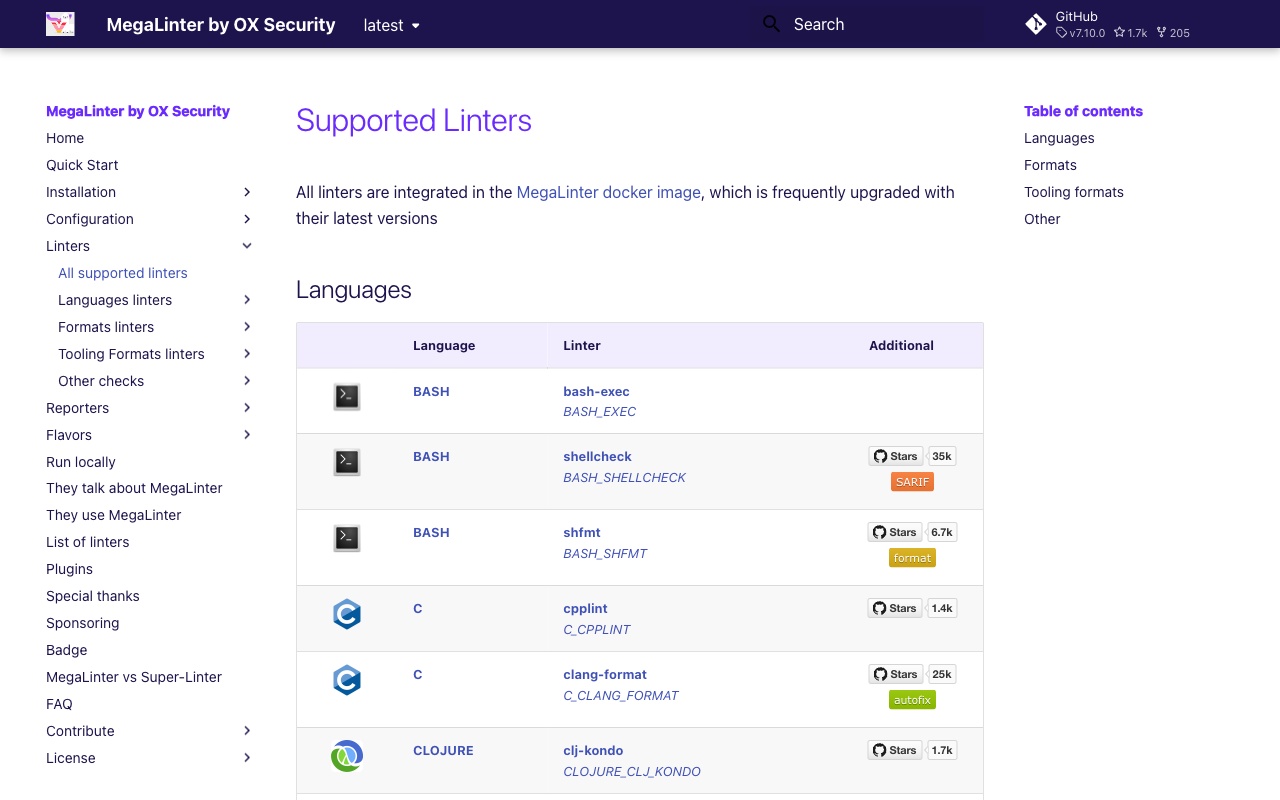 MegaLinter by OX Security
latest
Search
GitHub
v7.10.0 1.7k 205
MegaLinter by OX Security
Home
Quick Start
Installation
Configuration
Linters
All supported linters
Languages linters
Formats linters
Tooling Formats linters
Other checks
Reporters
Flavors
Run locally
They talk about MegaLinter
They use MegaLinter
List of linters
Plugins
Special thanks
Sponsoring
Badge
MegaLinter vs Super-Linter
FAQ
Contribute
License
Supported Linters
All linters are integrated in the MegaLinter docker image, which is frequently upgraded with
their latest versions
Languages
Language Linter Additional
BASH bash-exec
BASH_EXEC
BASH shellcheck Stars 35k
BASH_SHELLCHECK SARIF
BASH shfmt Stars 6.7k
BASH_SHFMT format
C cpplint Stars 1.4k
C_CPPLINT
C clang-format Stars 25k
C_CLANG_FORMAT autofix
CLOJURE clj-kondo Stars 1.7k
CLOJURE_CLJ_KONDO
Table of contents
Languages
Formats
Tooling formats
Other